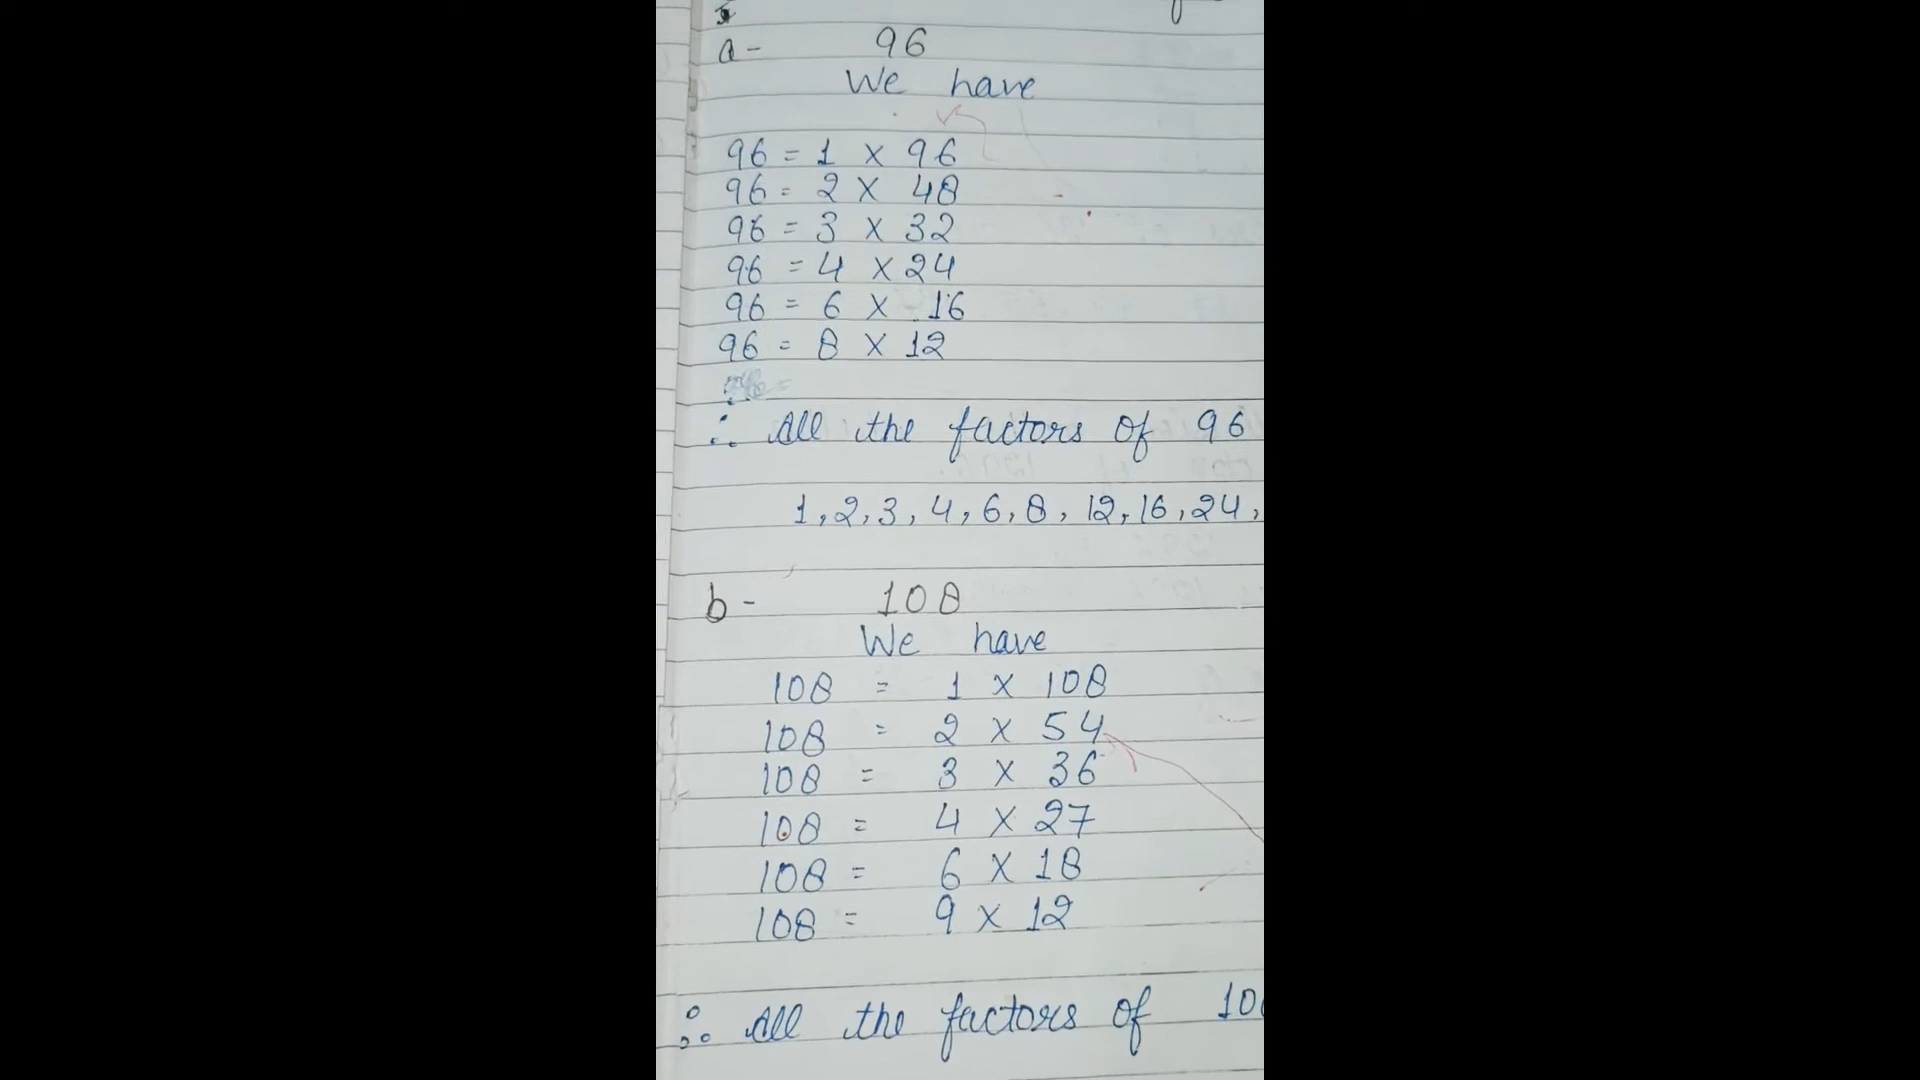 a- 96
We have
96 = 1 x 96
96 = 2 x 48
96 = 3 x 32
96 = 4 x 24
96 = 6 x 16
96 = 8 x 12
∴ All the factors of 96
1, 2, 3, 4, 6, 8, 12, 16, 24,
b- 108
We have
108 = 1 x 108
108 = 2 x 54
108 = 3 x 36
108 = 4 x 27
108 = 6 x 18
108 = 9 x 12
∴ All the factors of 10